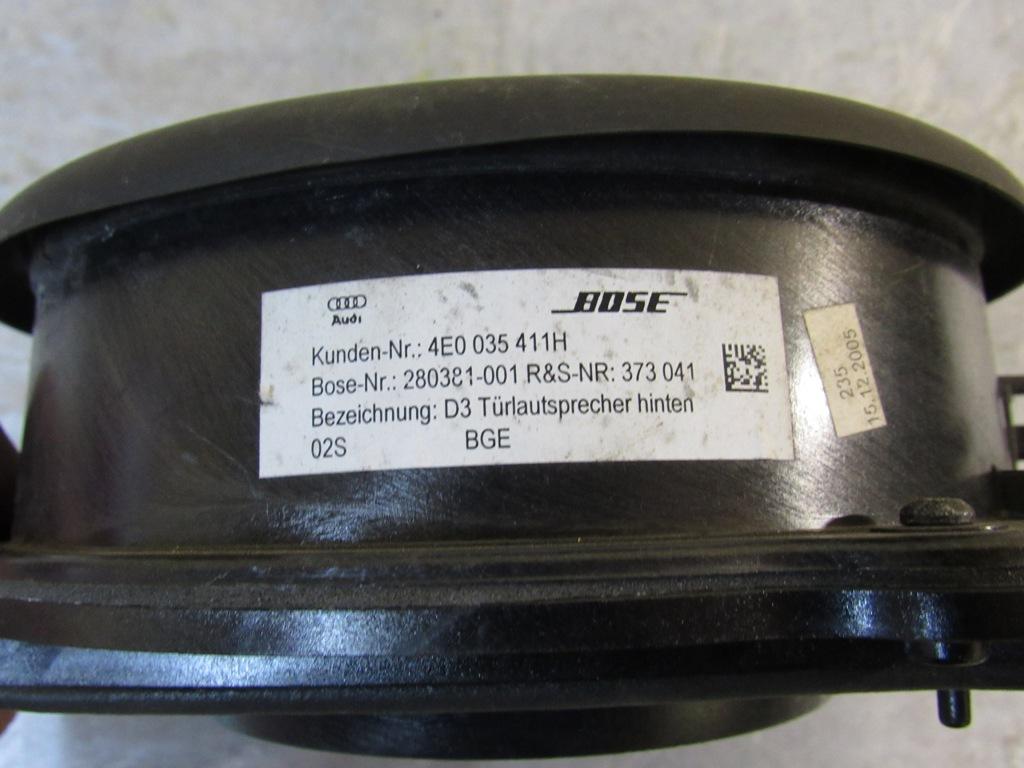 Audi
BOSE
Kunden-Nr.: 4E0 035 411H
Bose-Nr.: 280381-001 R&S-NR: 373 041
Bezeichnung: D3 Türlautsprecher hinten
02S BGE
235
15.12.2005